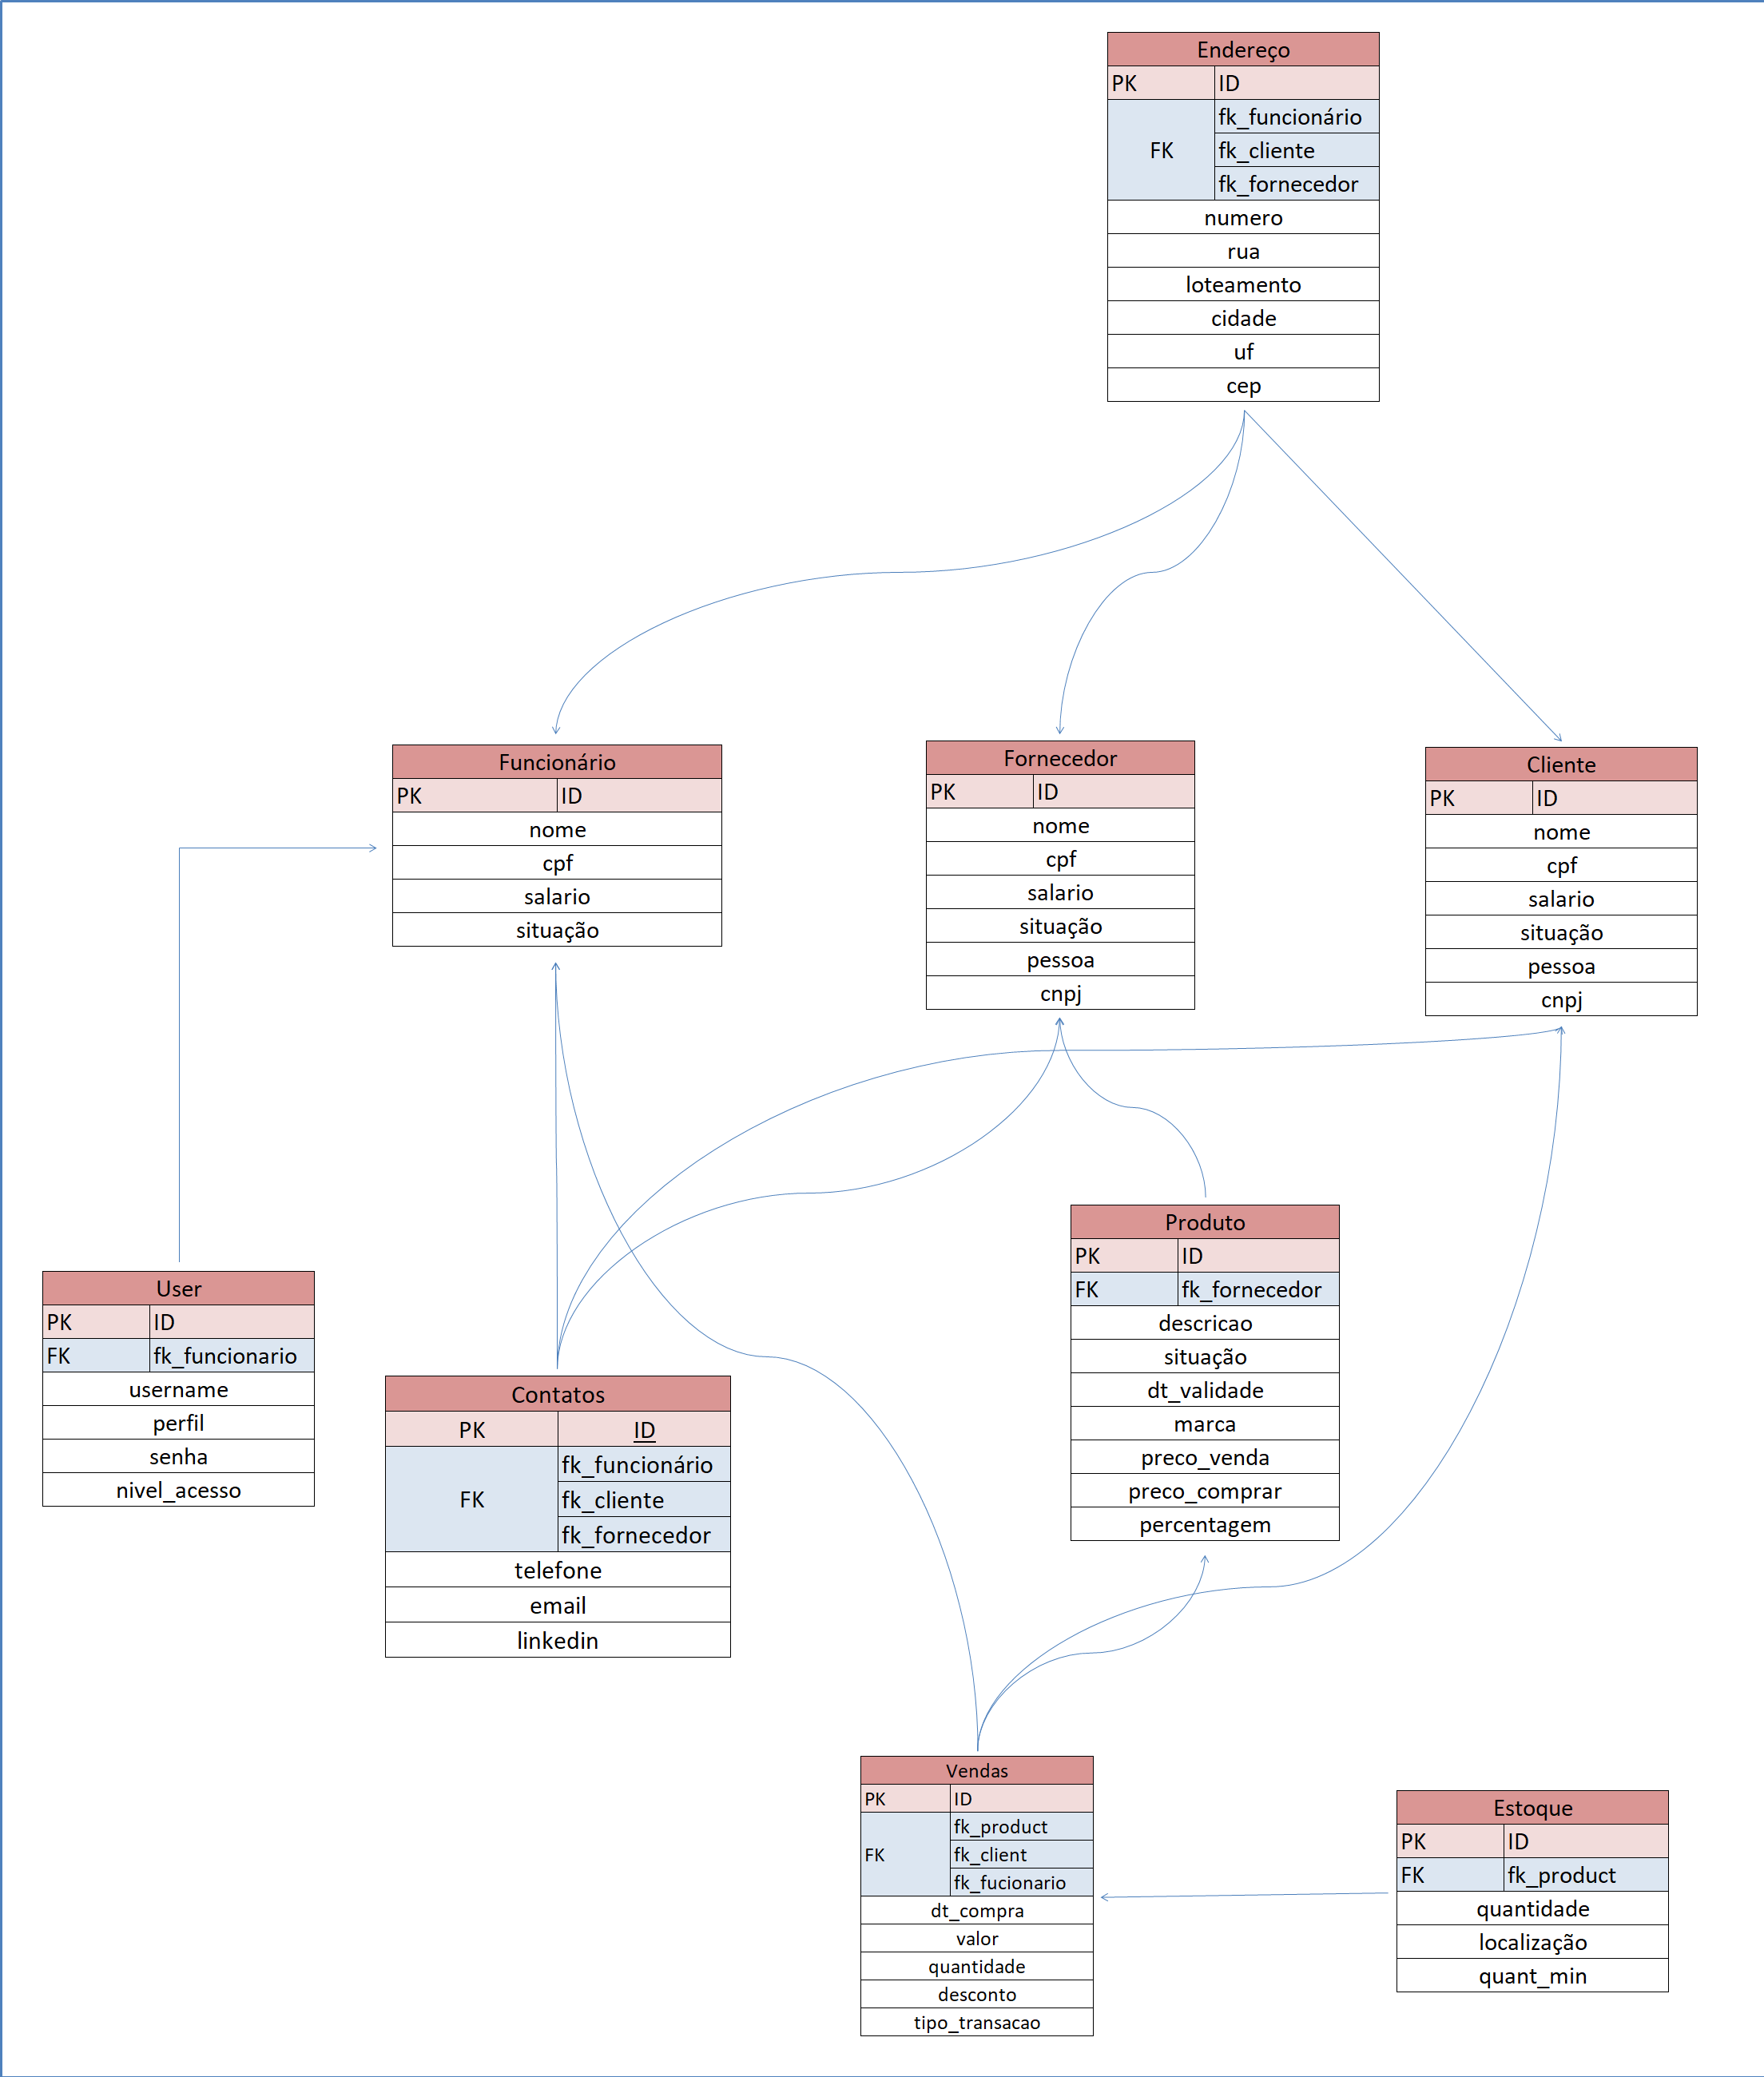 Endereço
PK ID
FK
fk_funcionário
fk_cliente
fk_fornecedor
numero
rua
loteamento
cidade
uf
cep
Funcionário
PK ID
nome
cpf
salario
situação
Fornecedor
PK ID
nome
cpf
salario
situação
pessoa
cnpj
Cliente
PK ID
nome
cpf
salario
situação
pessoa
cnpj
User
PK ID
FK fk_funcionario
username
perfil
senha
nivel_acesso
Contatos
PK ID
FK
fk_funcionário
fk_cliente
fk_fornecedor
telefone
email
linkedin
Produto
PK ID
FK fk_fornecedor
descricao
situação
dt_validade
marca
preco_venda
preco_comprar
percentagem
Vendas
PK ID
FK
fk_product
fk_client
fk_fucionario
dt_compra
valor
quantidade
desconto
tipo_transacao
Estoque
PK ID
FK fk_product
quantidade
localização
quant_min